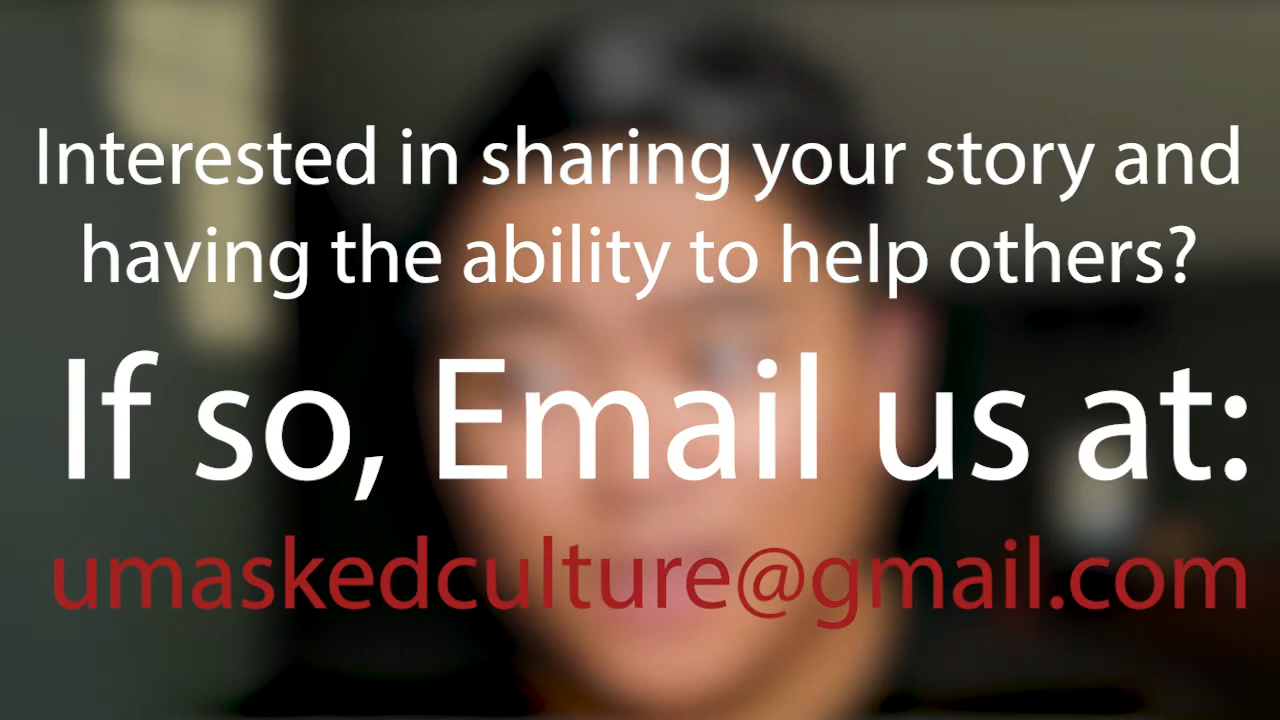 Interested in sharing your story and
having the ability to help others?
If so, Email us at:
umaskedculture@gmail.com